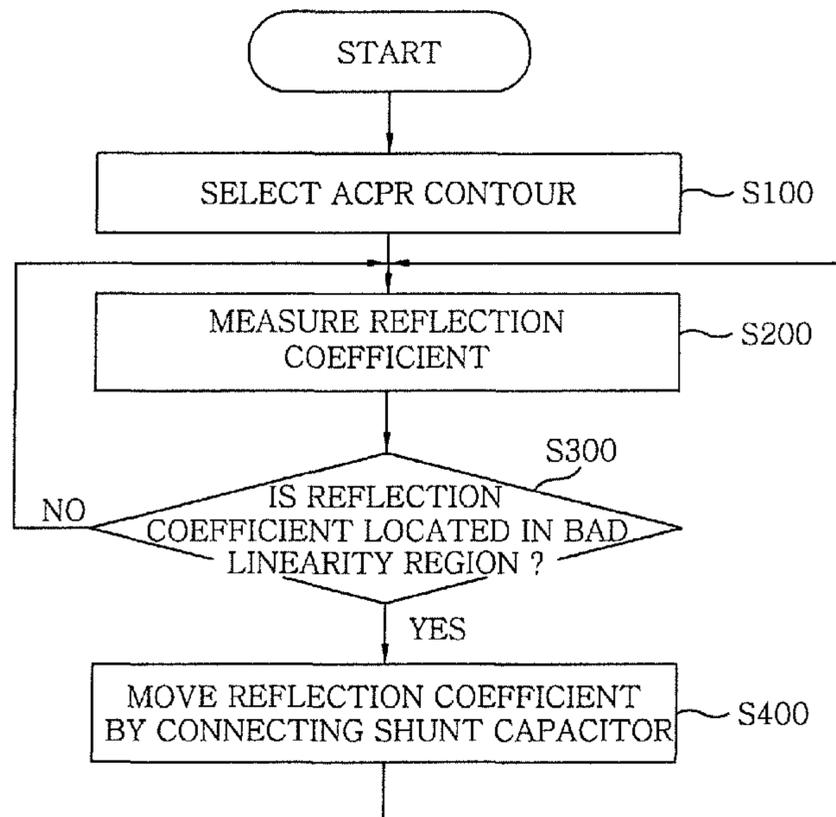 START
SELECT ACPR CONTOUR
S100
MEASURE REFLECTION
COEFFICIENT
S200
S300
IS REFLECTION
COEFFICIENT LOCATED IN BAD
LINEARITY REGION ?
NO
YES
MOVE REFLECTION COEFFICIENT
BY CONNECTING SHUNT CAPACITOR
S400